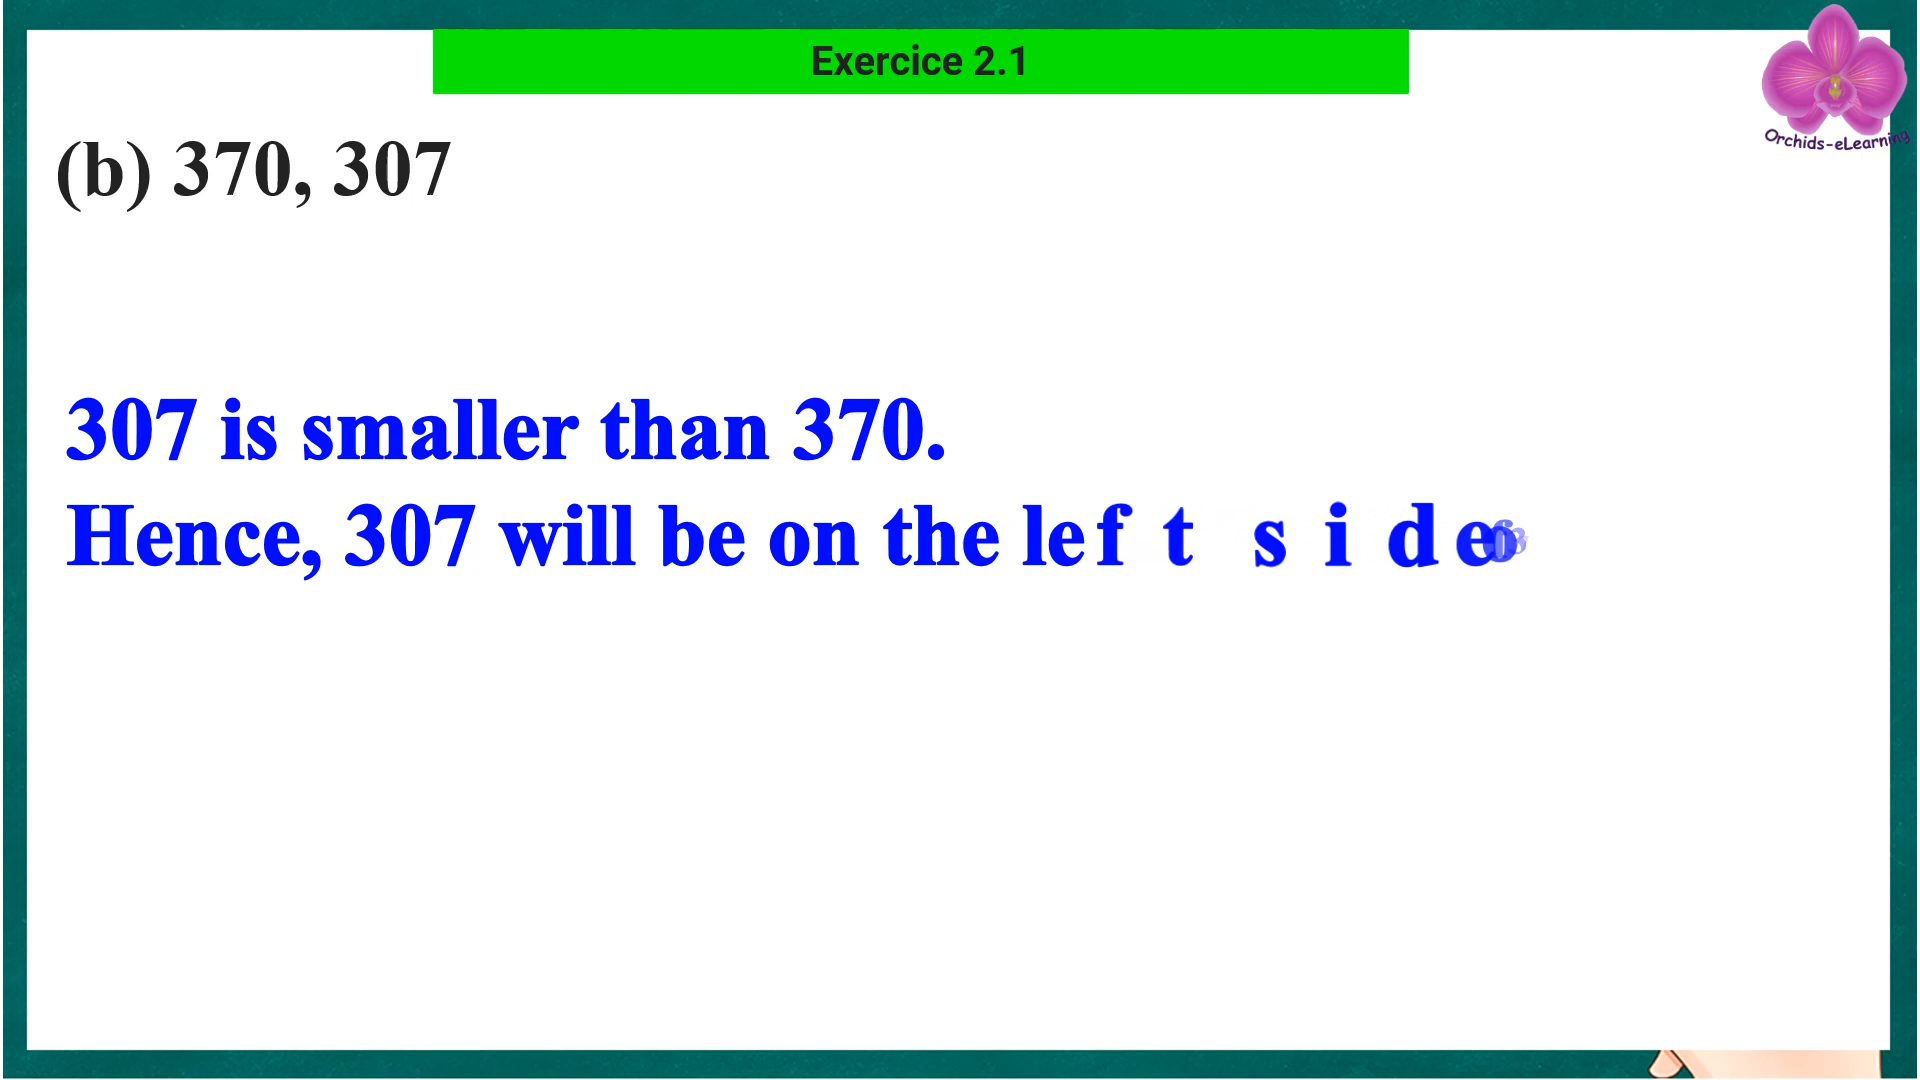 Exercice 2.1
Orchids-eLearning
(b) 370, 307
307 is smaller than 370.
Hence, 307 will be on the left side